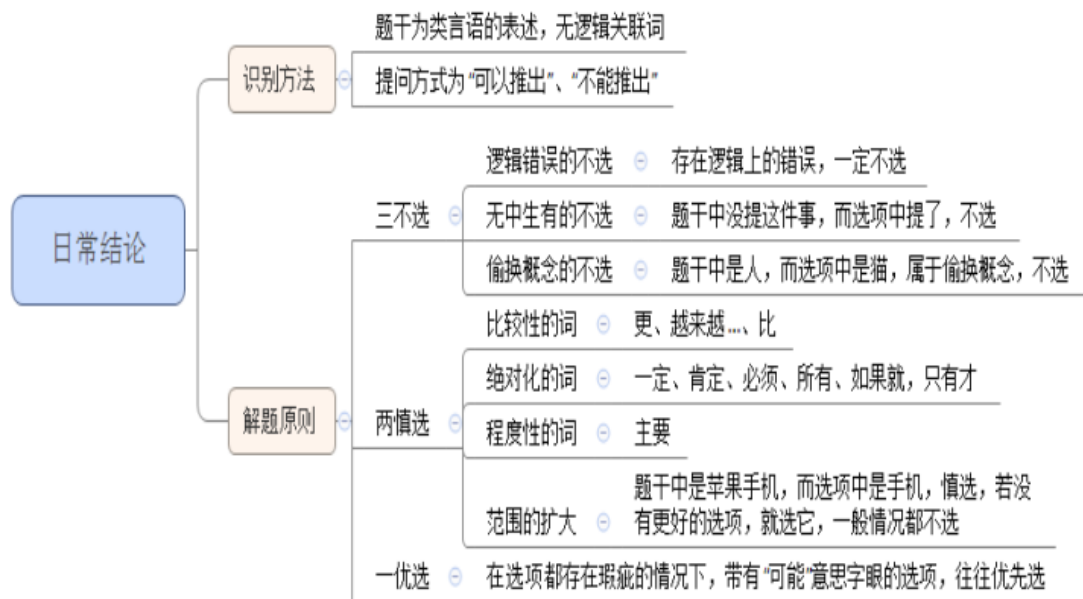 题干为类言语的表述，无逻辑关联词
识别方法
提问方式为“可以推出”、“不能推出”
逻辑错误的不选
存在逻辑上的错误，一定不选
三不选
无中生有的不选
题干中没提这件事，而选项中提了，不选
日常结论
偷换概念的不选
题干中是人，而选项中是猫，属于偷换概念，不选
比较性的词
更、越来越...、比
绝对化的词
一定、肯定、必须、所有、如果就，只有才
解题原则
两慎选
程度性的词
主要
范围的扩大
题干中是苹果手机，而选项中是手机，慎选，若没
有更好的选项，就选它，一般情况都不选
一优选
在选项都存在瑕疵的情况下，带有“可能”意思字眼的选项，往往优先选